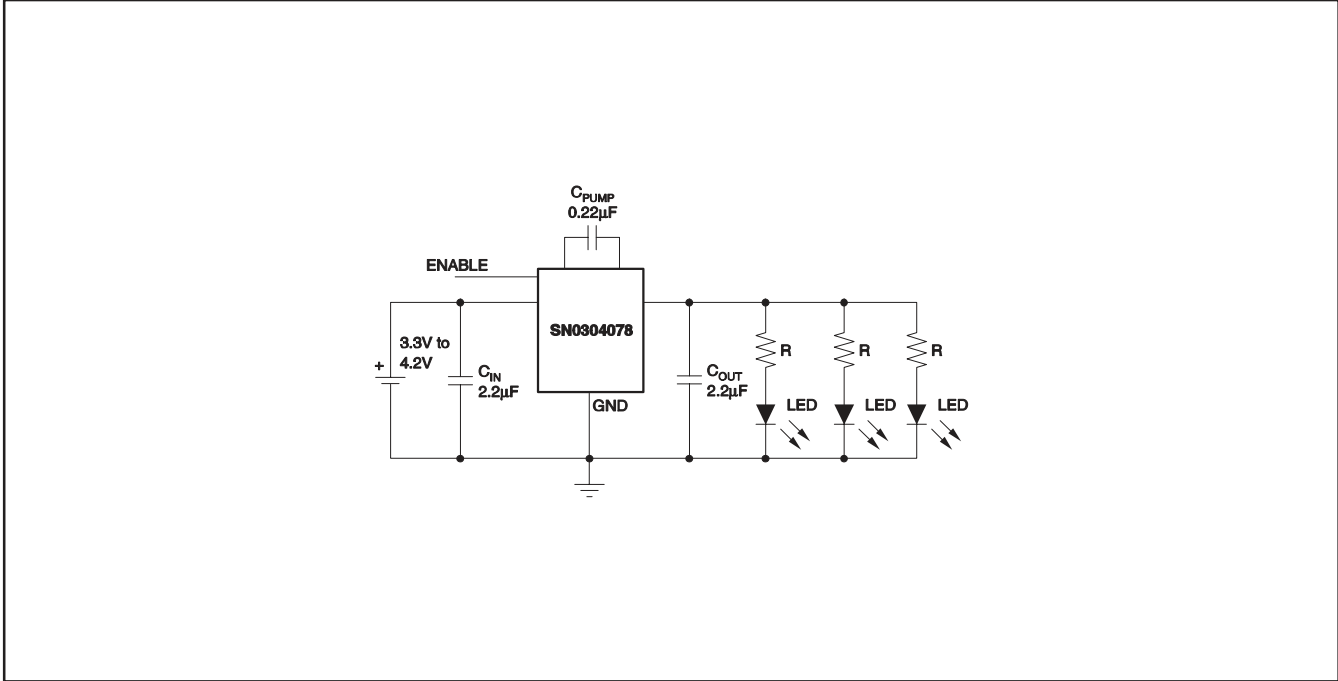 CPUMP
0.22µF
ENABLE
SN0304078
3.3V to
4.2V
+
CIN
2.2µF
GND
COUT
2.2µF
R
R
R
LED
LED
LED